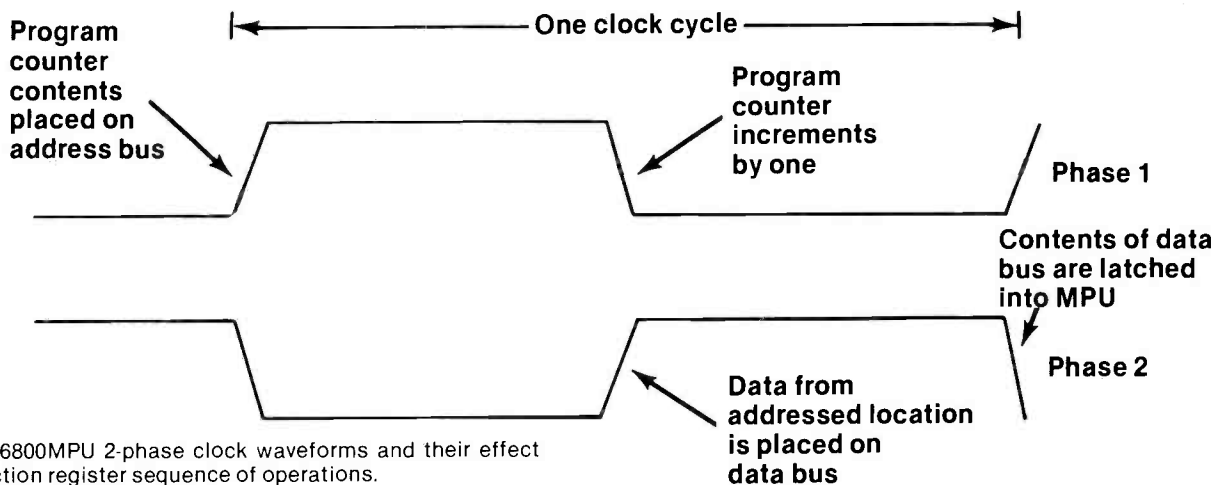 One clock cycle
Program
counter
contents
placed on
address bus
Program
counter
increments
by one
Phase 1
Contents of data
bus are latched
into MPU
Phase 2
Data from
addressed location
is placed on
data bus
6800MPU 2-phase clock waveforms and their effect
ction register sequence of operations.